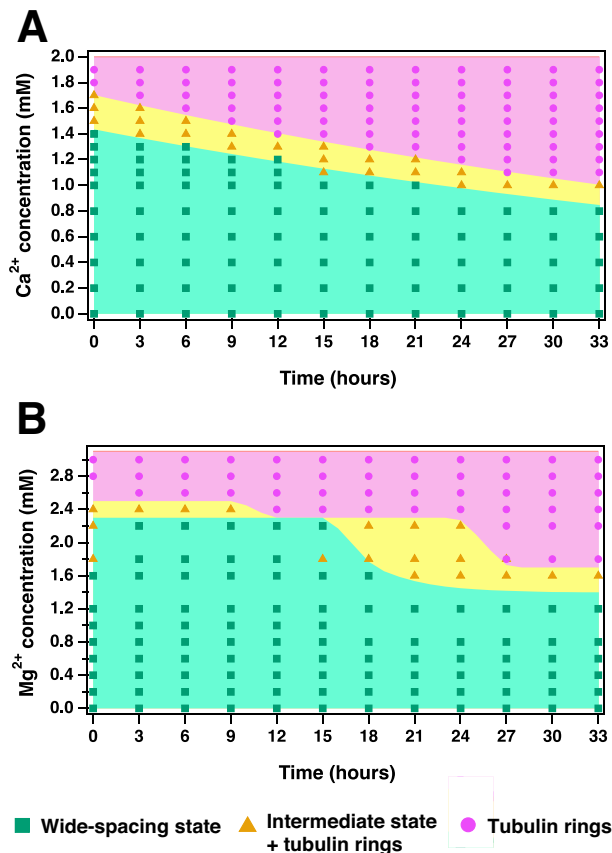 A
Ca2+ concentration (mM)
2.0
1.8
1.6
1.4
1.2
1.0
0.8
0.6
0.4
0.2
0.0
0 3 6 9 12 15 18 21 24 27 30 33
Time (hours)
B
Mg2+ concentration (mM)
2.8
2.4
2.0
1.6
1.2
0.8
0.4
0.0
0 3 6 9 12 15 18 21 24 27 30 33
Time (hours)
Wide-spacing state
Intermediate state
+ tubulin rings
Tubulin rings